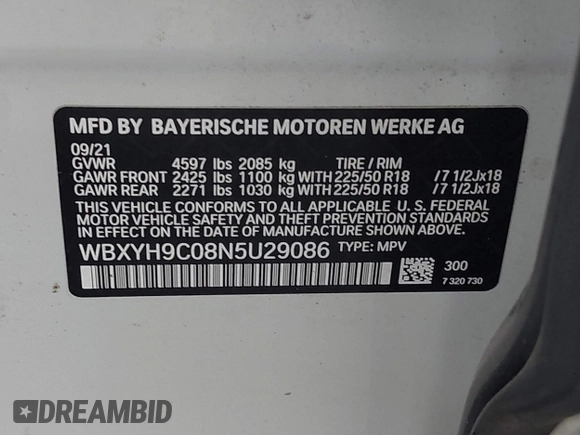 MFD BY BAYERISCHE MOTOREN WERKE AG
09/21
GVWR 4597 lbs 2085 kg TIRE / RIM
GAWR FRONT 2425 lbs 1100 kg WITH 225/50 R18 /7 1/2Jx18
GAWR REAR 2271 lbs 1030 kg WITH 225/50 R18 /7 1/2Jx18
THIS VEHICLE CONFORMS TO ALL APPLICABLE U. S. FEDERAL
MOTOR VEHICLE SAFETY AND THEFT PREVENTION STANDARDS
IN EFFECT ON THE DATE OF MANUFACTURE SHOWN ABOVE.
WBXYH9C08N5U29086 TYPE: MPV
300
7 320 730
DREAMBID